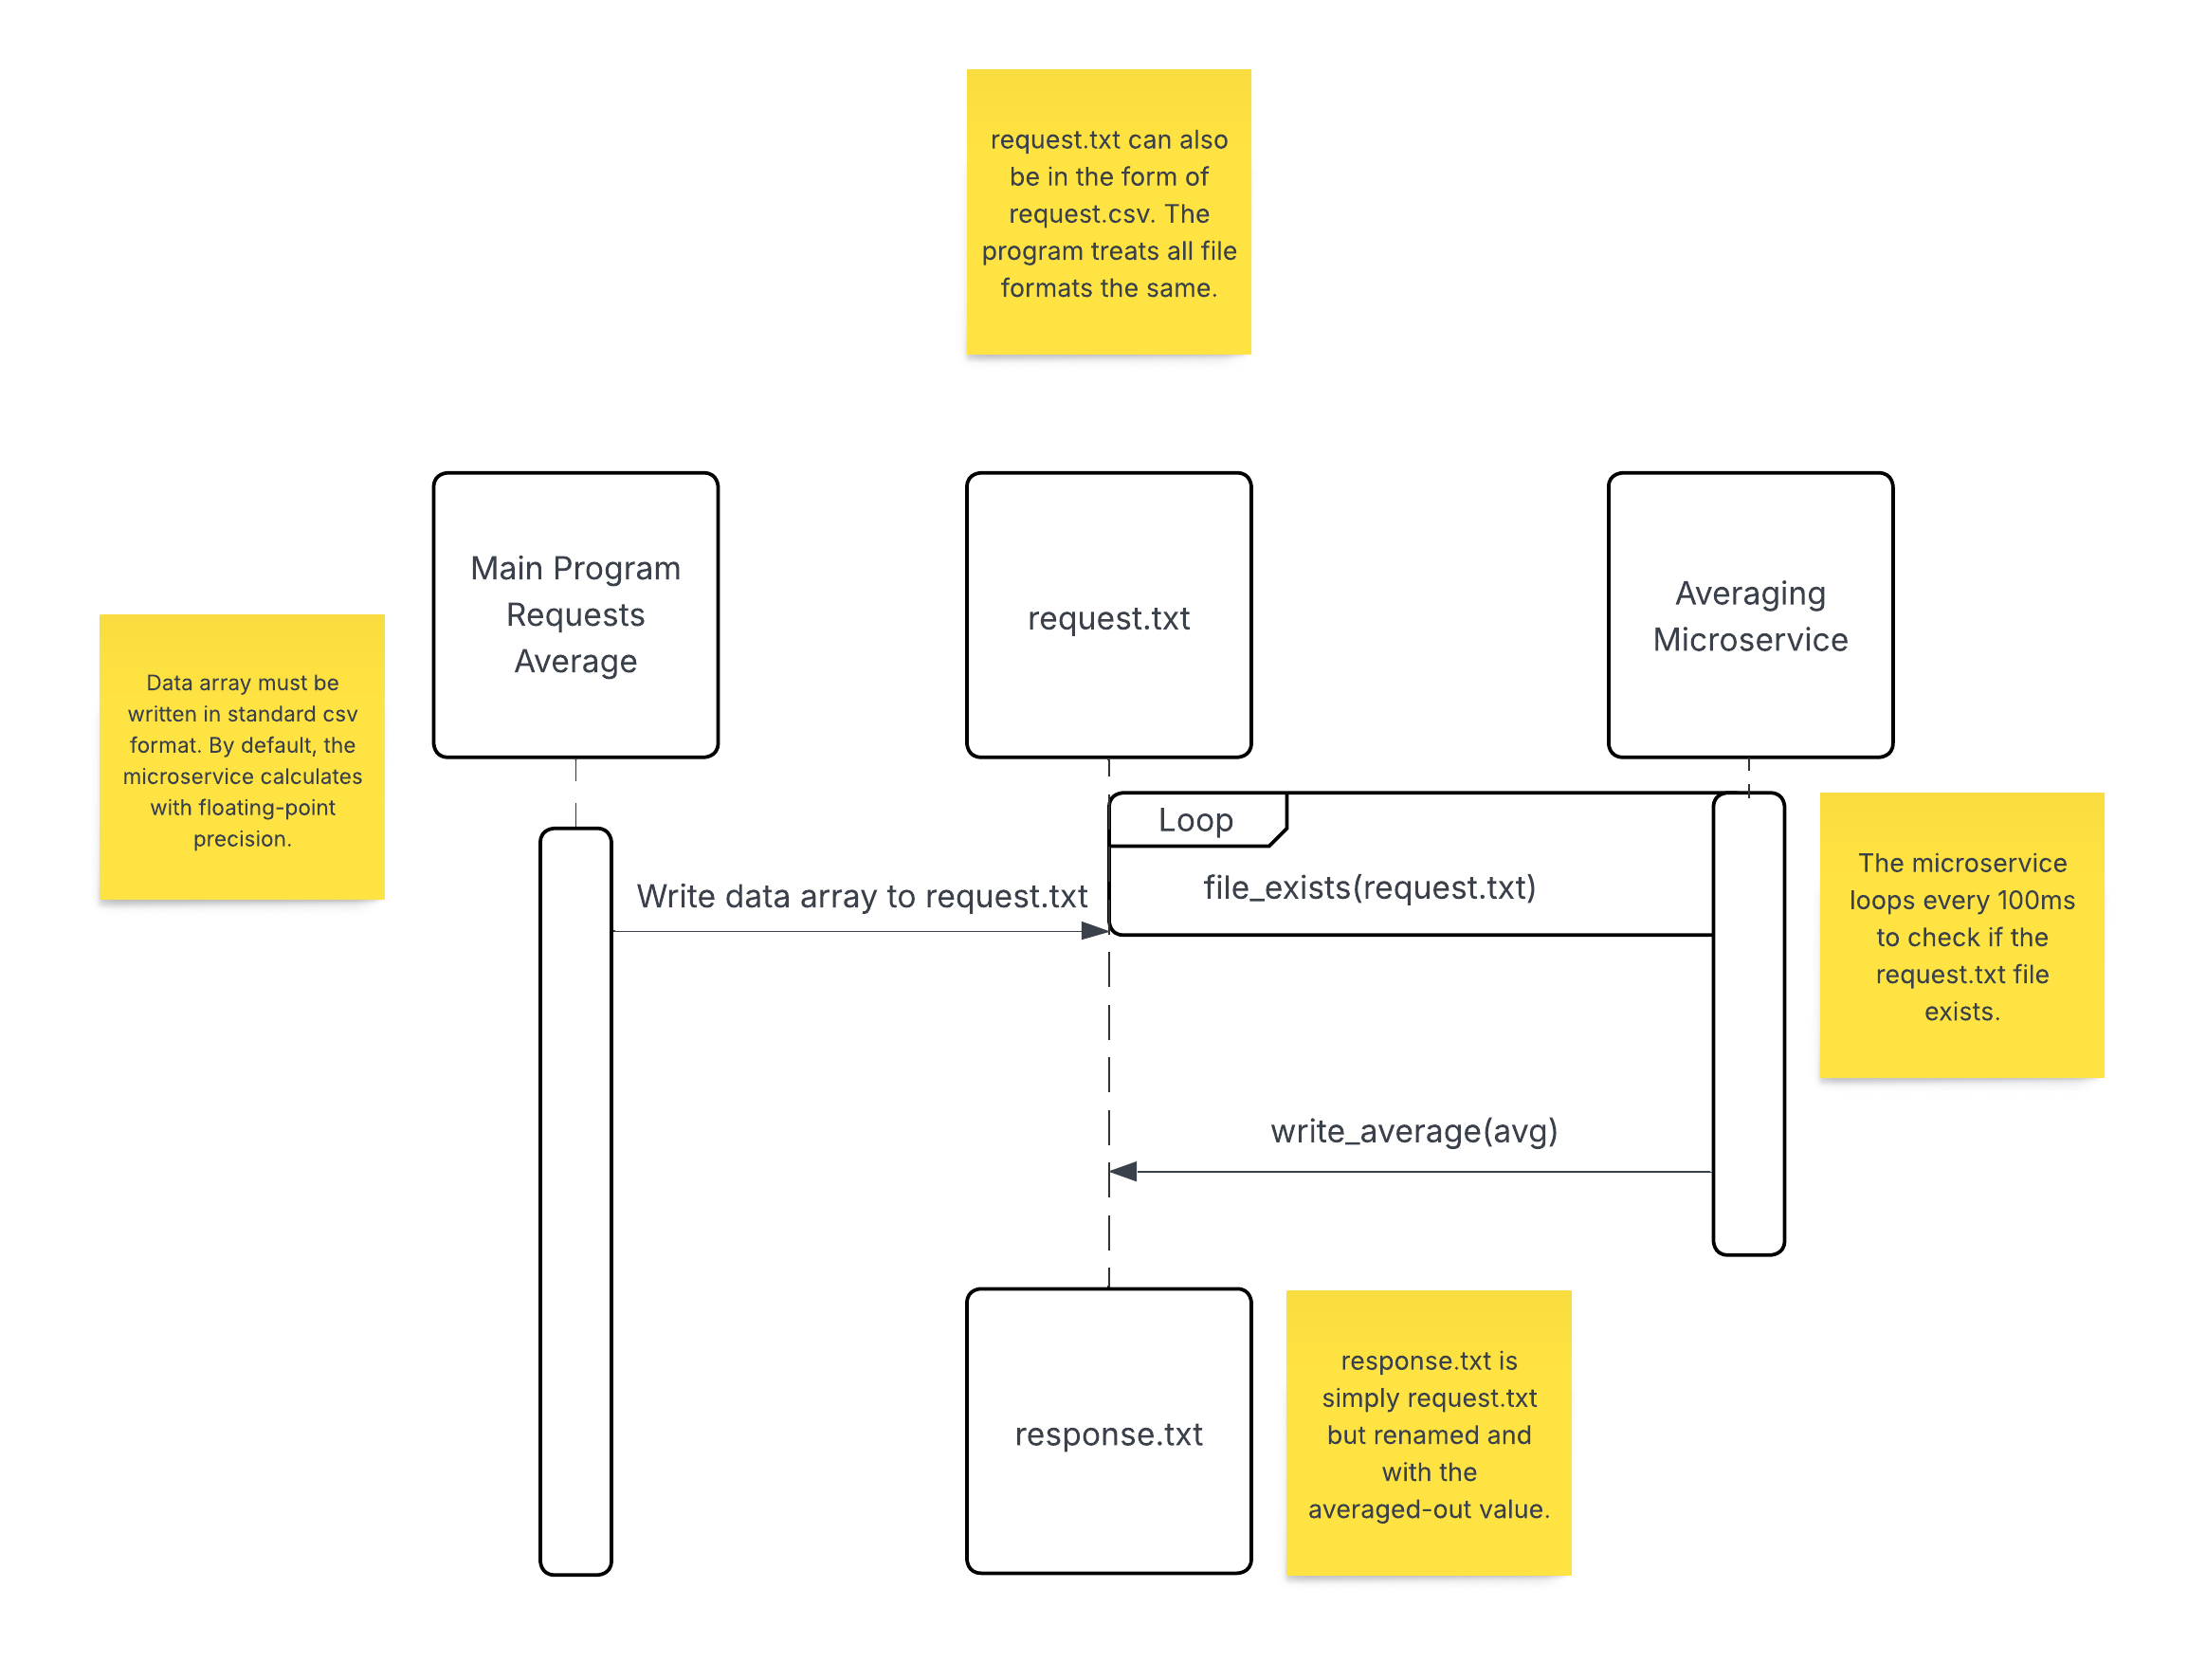 request.txt can also
be in the form of
request.csv. The
program treats all file
formats the same.
Main Program
Requests
Average
request.txt
Averaging
Microservice
Data array must be
written in standard csv
format. By default, the
microservice calculates
with floating-point
precision.
Loop
file_exists(request.txt)
Write data array to request.txt
The microservice
loops every 100ms
to check if the
request.txt file
exists.
write_average(avg)
response.txt
response.txt is
simply request.txt
but renamed and
with the
averaged-out value.